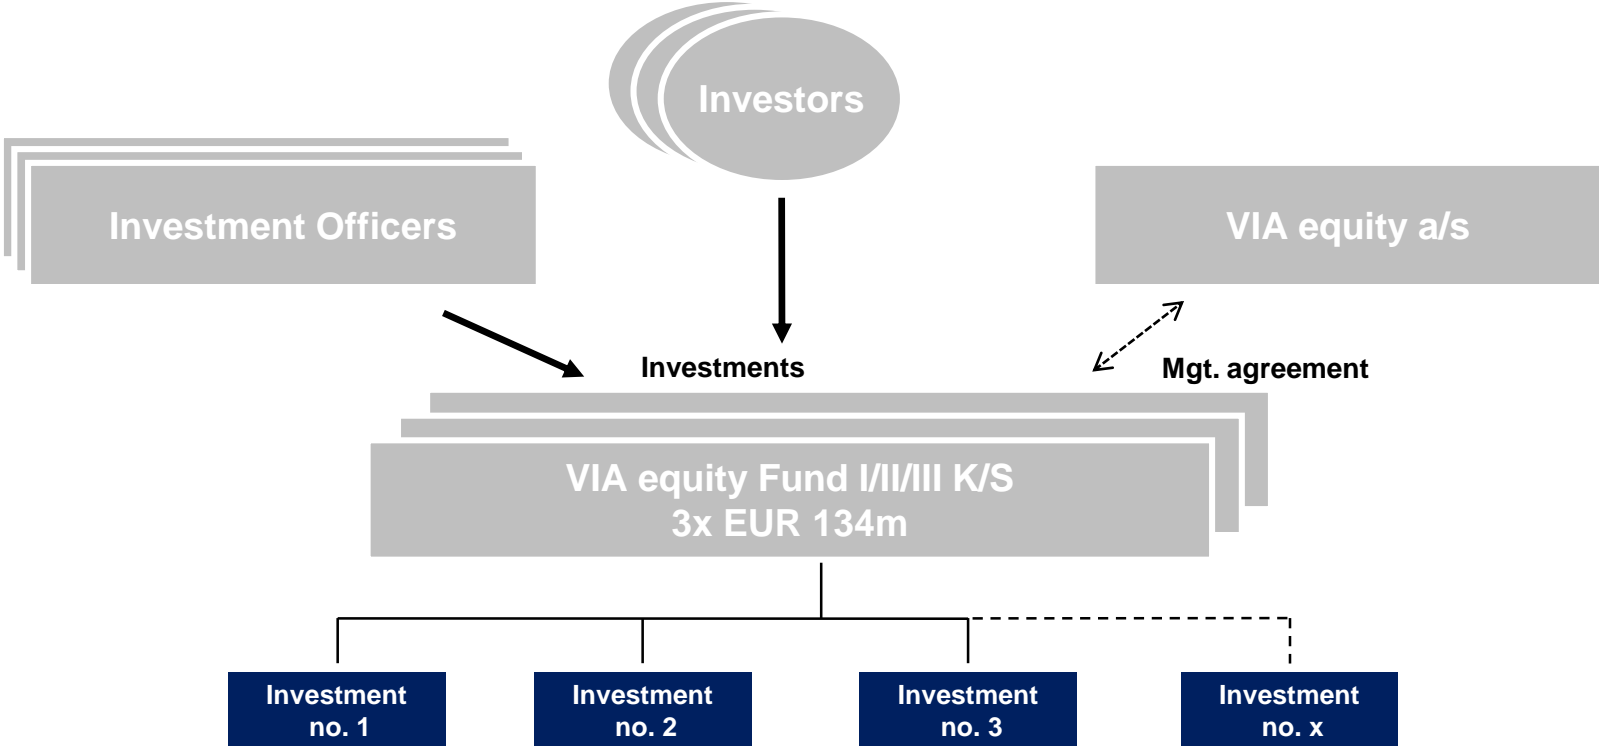 Investors
Investment Officers
VIA equity a/s
Investments
Mgt. agreement
VIA equity Fund I/II/III K/S
3x EUR 134m
Investment
no. 1
Investment
no. 2
Investment
no. 3
Investment
no. x